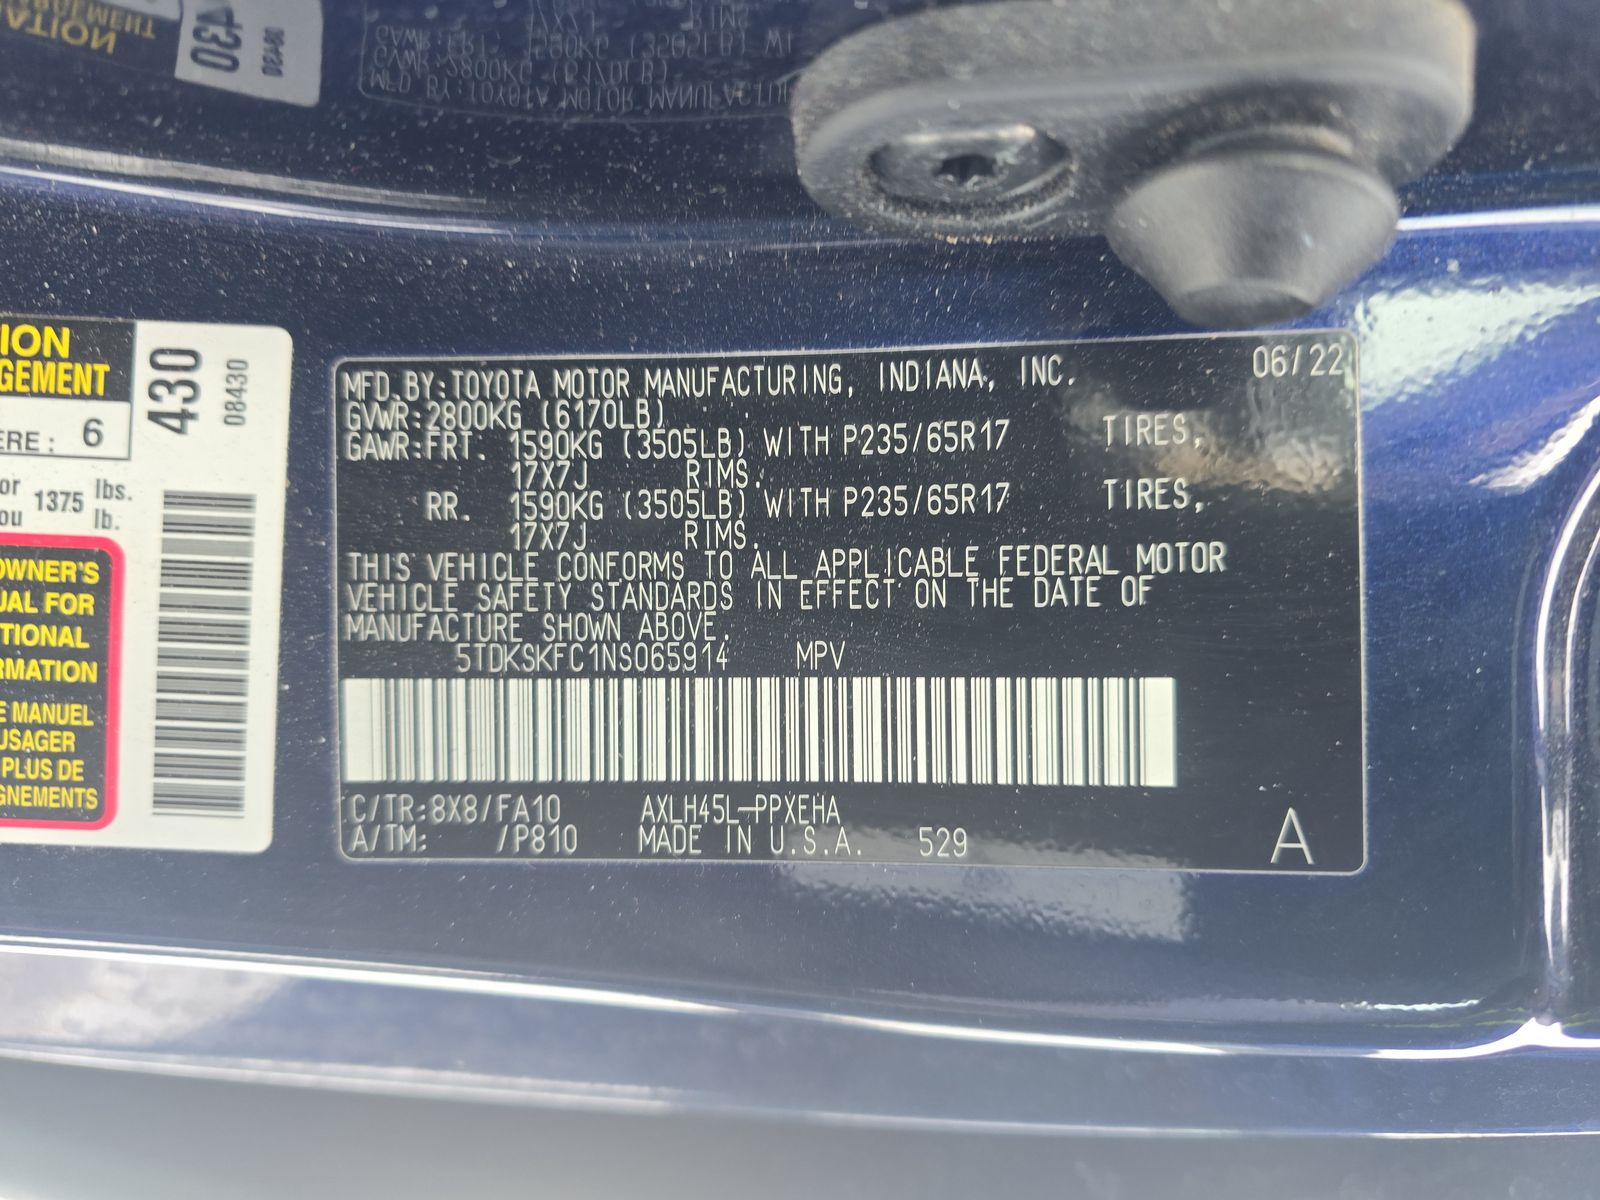 MFD.BY:TOYOTA MOTOR MANUFACTURING, INDIANA, INC. 06/22
GVWR:2800KG (6170LB)
GAWR:FRT. 1590KG (3505LB) WITH P235/65R17 TIRES,
17X7J RIMS.
RR. 1590KG (3505LB) WITH P235/65R17 TIRES,
17X7J RIMS.
THIS VEHICLE CONFORMS TO ALL APPLICABLE FEDERAL MOTOR
VEHICLE SAFETY STANDARDS IN EFFECT ON THE DATE OF
MANUFACTURE SHOWN ABOVE.
5TDKSKFC1NS065914 MPV
C/TR:8X8/FA10 AXLH45L-PPXEHA
A/TM: /P810 MADE IN U.S.A. 529 A
ION
GEMENT
ERE : 6
or 1375 lbs.
ou lb.
OWNER'S
UAL FOR
TIONAL
RMATION
E MANUEL
USAGER
PLUS DE
GNEMENTS
430
08430